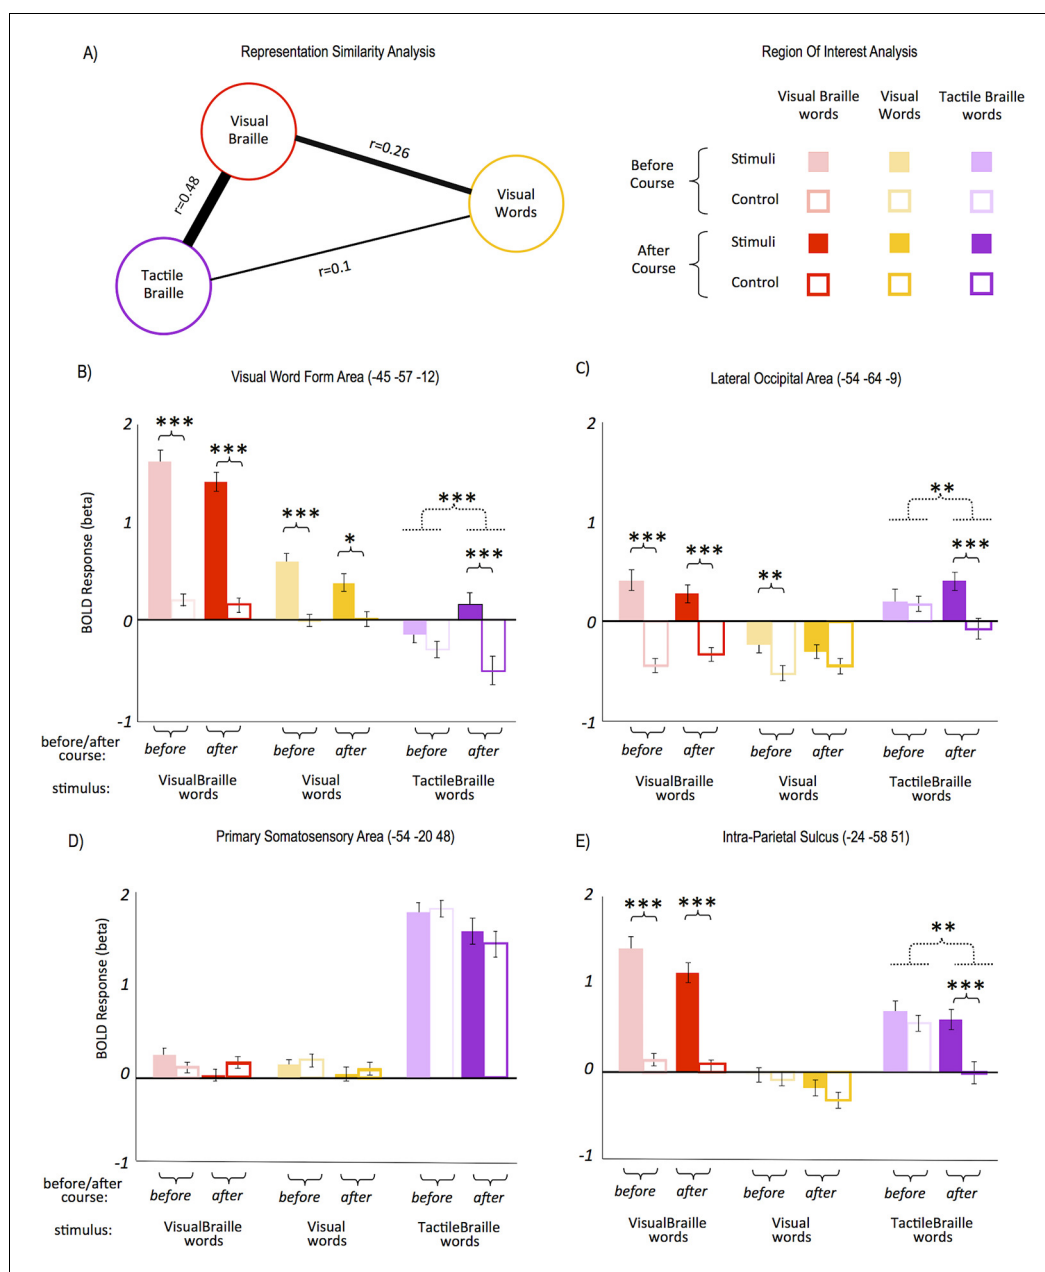 A)
Representation Similarity Analysis
Visual
Braille
r=0.26
Visual
Words
r=0.48
Tactile
Braille
r=0.1
Region Of Interest Analysis
Visual Braille
words
Visual
Words
Tactile Braille
words
Before
Course
Stimuli
Control
After
Course
Stimuli
Control
B)
Visual Word Form Area (-45 -57 -12)
BOLD Response (beta)
2
1
0
-1
***
***
***
*
***
***
before/after
course:
before
after
before
after
before
after
stimulus:
VisualBraille
words
Visual
words
TactileBraille
words
C)
Lateral Occipital Area (-54 -64 -9)
2
1
0
-1
***
***
**
**
***
before
after
before
after
before
after
VisualBraille
words
Visual
words
TactileBraille
words
D)
Primary Somatosensory Area (-54 -20 48)
BOLD Response (beta)
2
1
0
-1
before/after
course:
before
after
before
after
before
after
stimulus:
VisualBraille
words
Visual
words
TactileBraille
words
E)
Intra-Parietal Sulcus (-24 -58 51)
2
1
0
-1
***
***
**
***
before
after
before
after
before
after
VisualBraille
words
Visual
words
TactileBraille
words